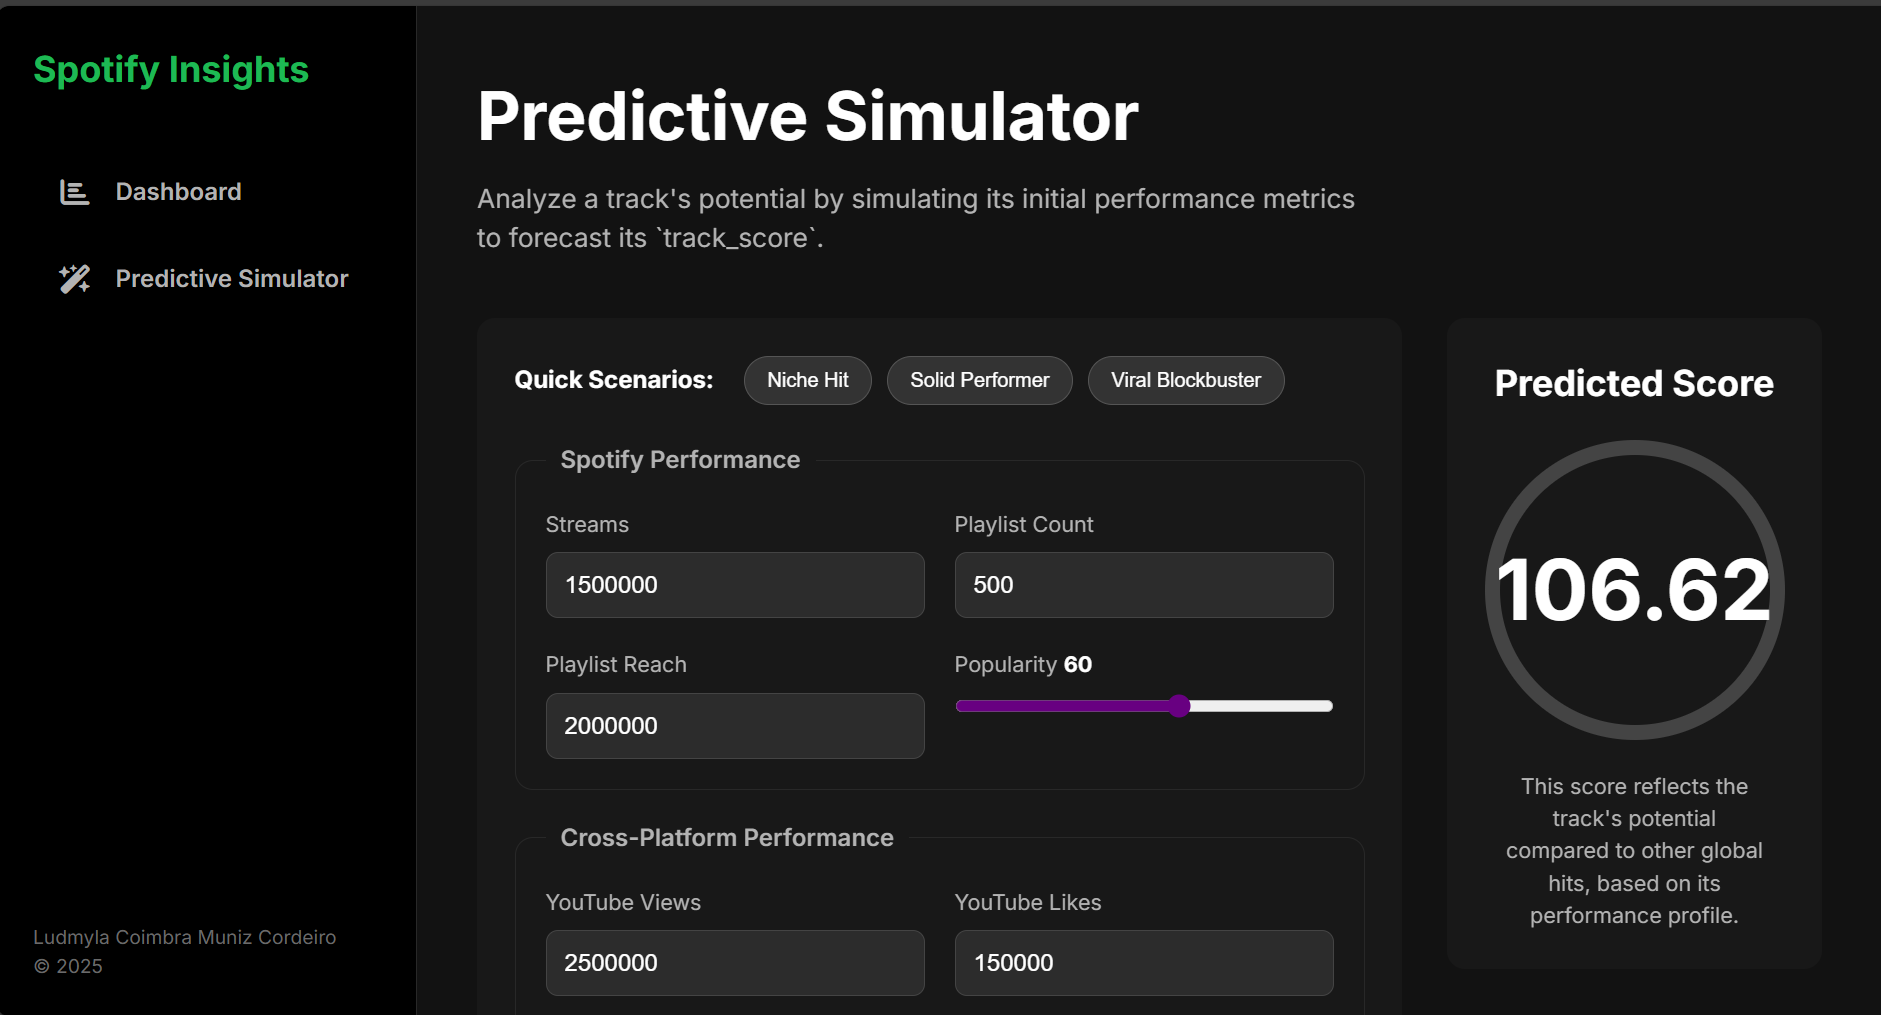 Spotify Insights
Dashboard
Predictive Simulator
Ludmyla Coimbra Muniz Cordeiro
© 2025
Predictive Simulator
Analyze a track's potential by simulating its initial performance metrics
to forecast its `track_score`.
Quick Scenarios:
Niche Hit
Solid Performer
Viral Blockbuster
Spotify Performance
Streams
Playlist Count
1500000
500
Playlist Reach
Popularity 60
2000000
Cross-Platform Performance
YouTube Views
YouTube Likes
2500000
150000
Predicted Score
106.62
This score reflects the
track's potential
compared to other global
hits, based on its
performance profile.